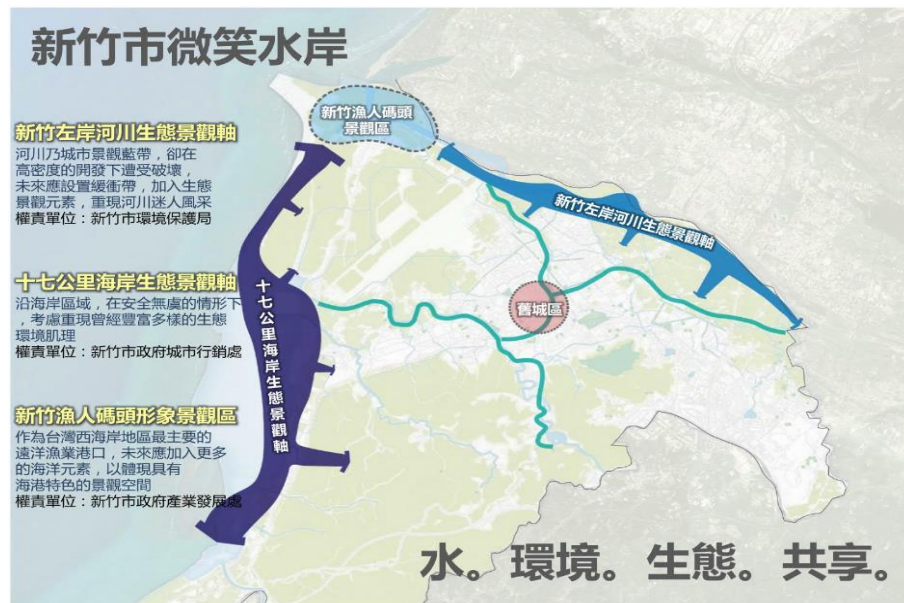 新竹市微笑水岸
新竹漁人碼頭
景觀區
新竹左岸河川生態景觀軸
河川乃城市景觀藍帶，卻在
高密度的開發下遭受破壞，
未來應設置緩衝帶，加入生態
景觀元素，重現河川迷人風采
權責單位：新竹市環境保護局
新竹左岸河川生態景觀軸
十七公里海岸生態景觀軸
沿海岸區域，在安全無虞的情形下
，考慮重現曾經豐富多樣的生態
環境肌理
權責單位：新竹市政府城市行銷處
十七公里海岸生態景觀軸
舊城區
新竹漁人碼頭形象景觀區
作為台灣西海岸地區最主要的
遠洋漁業港口，未來應加入更多
的海洋元素，以體現具有
海港特色的景觀空間
權責單位：新竹市政府產業發展處
水。環境。生態。共享。